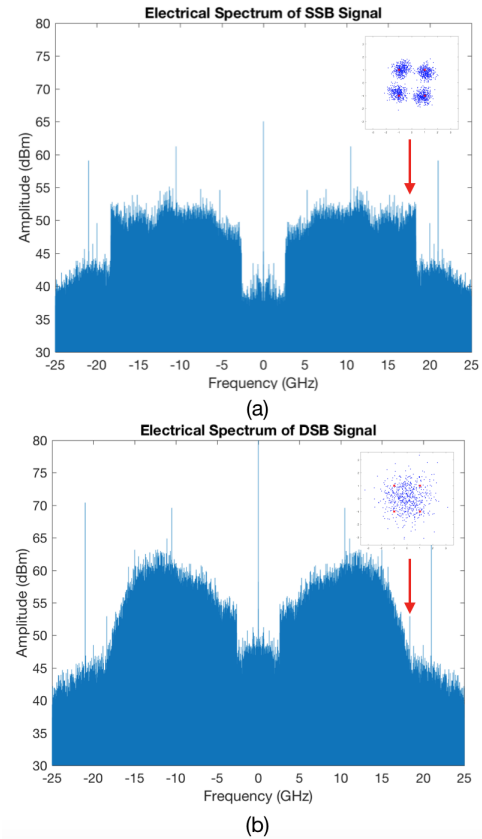 Electrical Spectrum of SSB Signal
80
75
70
65
60
55
50
45
40
35
30
Amplitude (dBm)
-25 -20 -15 -10 -5 0 5 10 15 20 25
Frequency (GHz)
(a)
Electrical Spectrum of DSB Signal
80
75
70
65
60
55
50
45
40
35
30
Amplitude (dBm)
-25 -20 -15 -10 -5 0 5 10 15 20 25
Frequency (GHz)
(b)